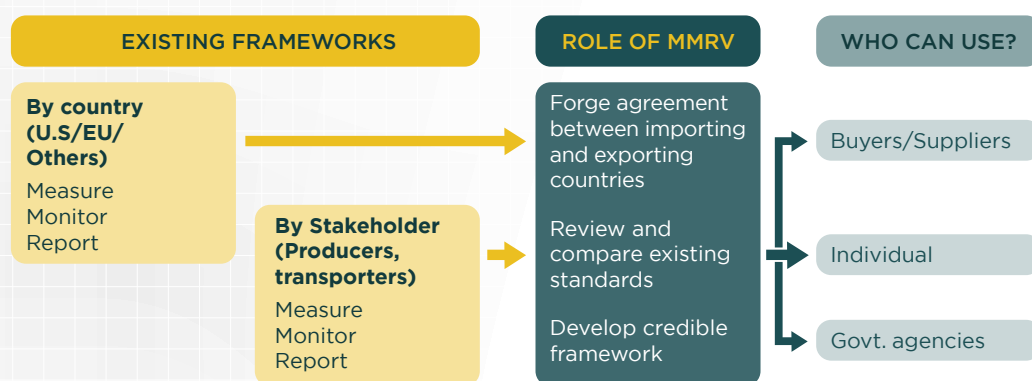 EXISTING FRAMEWORKS
ROLE OF MMRV
WHO CAN USE?
By country
(U.S/EU/
Others)
Measure
Monitor
Report
By Stakeholder
(Producers,
transporters)
Measure
Monitor
Report
Forge agreement
between importing
and exporting
countries
Review and
compare existing
standards
Develop credible
framework
Buyers/Suppliers
Individual
Govt. agencies